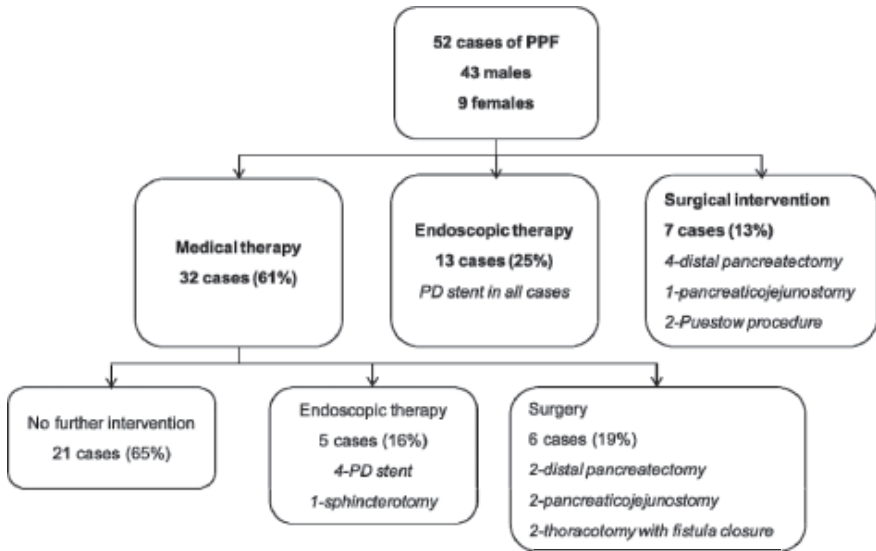 52 cases of PPF
43 males
9 females
Medical therapy
32 cases (61%)
Endoscopic therapy
13 cases (25%)
PD stent in all cases
Surgical intervention
7 cases (13%)
4-distal pancreatectomy
1-pancreaticojejunostomy
2-Puestow procedure
No further intervention
21 cases (65%)
Endoscopic therapy
5 cases (16%)
4-PD stent
1-sphincterotomy
Surgery
6 cases (19%)
2-distal pancreatectomy
2-pancreaticojejunostomy
2-thoracotomy with fistula closure